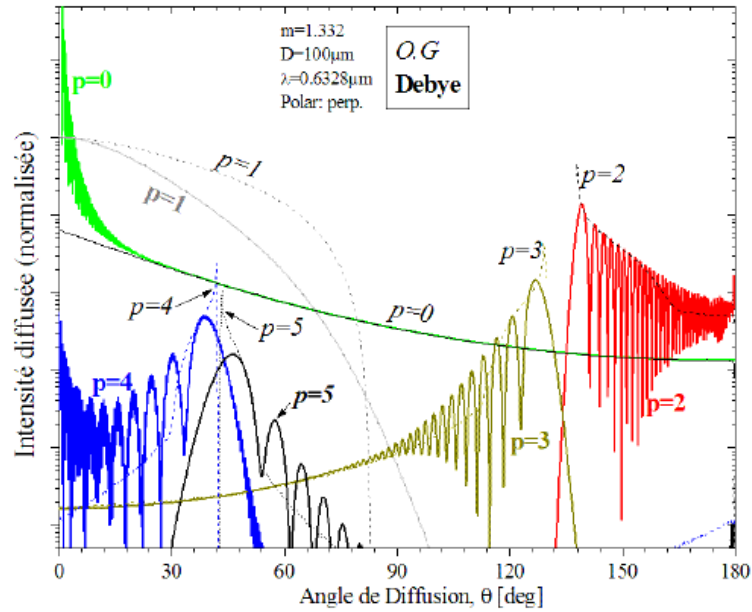 m=1.332
D=100µm
λ=0.6328µm
Polar: perp.
O.G
Debye
p=0
p=1
p=1
p=2
p=3
p=4
p=5
p=0
p=4
p=5
p=3
p=2
Intensité diffusée (normalisée)
0
30
60
90
120
150
180
Angle de Diffusion, θ [deg]